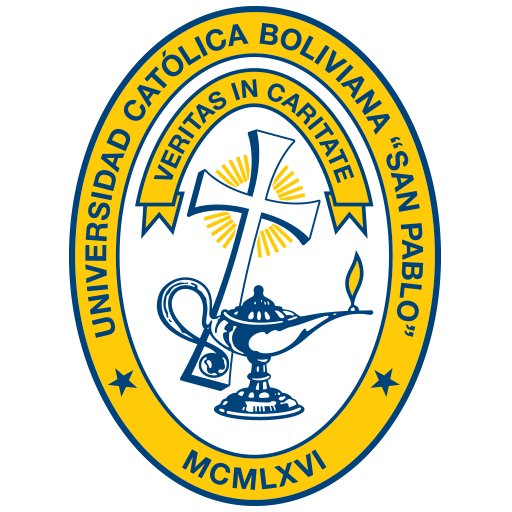 UNIVERSIDAD CATÓLICA BOLIVIANA “SAN PABLO”
VERITAS IN CARITATE
MCMLXVI